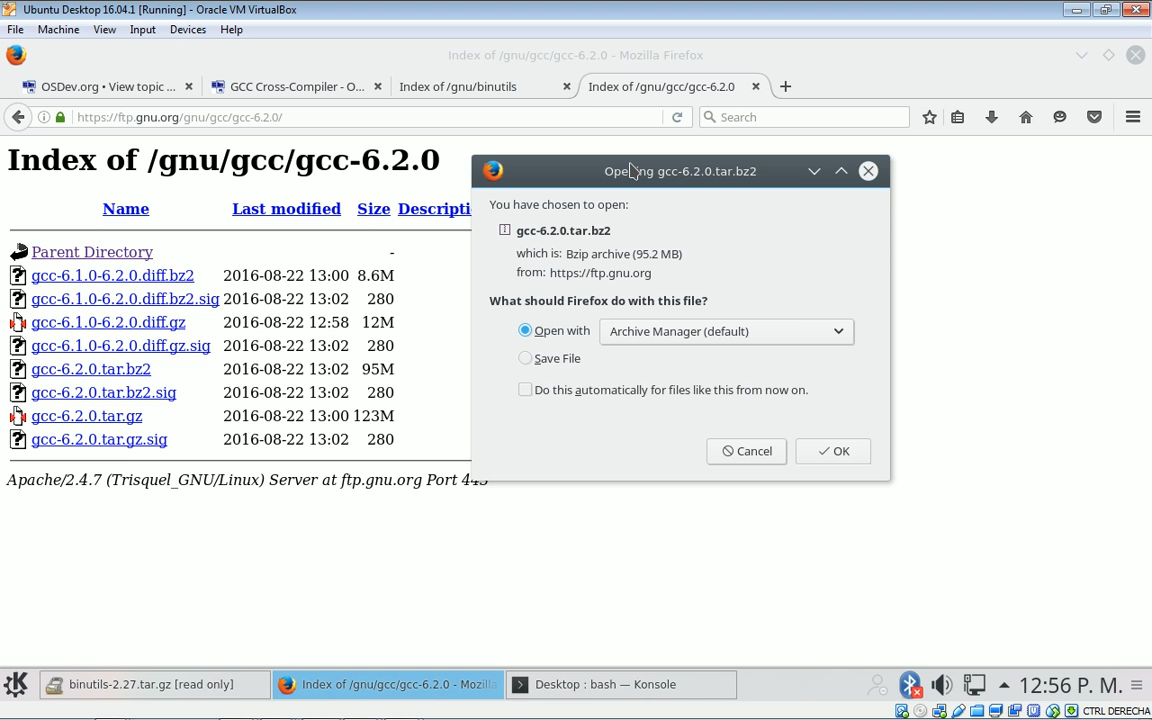 Ubuntu Desktop 16.04.1 [Running] - Oracle VM VirtualBox
File Machine View Input Devices Help
Index of /gnu/gcc/gcc-6.2.0 - Mozilla Firefox
OSDev.org • View topic ...
GCC Cross-Compiler - O...
Index of /gnu/binutils
Index of /gnu/gcc/gcc-6.2.0
https://ftp.gnu.org/gnu/gcc/gcc-6.2.0/
Search
Index of /gnu/gcc/gcc-6.2.0
Name Last modified Size Descripti
Parent Directory -
gcc-6.1.0-6.2.0.diff.bz2 2016-08-22 13:00 8.6M
gcc-6.1.0-6.2.0.diff.bz2.sig 2016-08-22 13:02 280
gcc-6.1.0-6.2.0.diff.gz 2016-08-22 12:58 12M
gcc-6.1.0-6.2.0.diff.gz.sig 2016-08-22 13:02 280
gcc-6.2.0.tar.bz2 2016-08-22 13:02 95M
gcc-6.2.0.tar.bz2.sig 2016-08-22 13:02 280
gcc-6.2.0.tar.gz 2016-08-22 13:00 123M
gcc-6.2.0.tar.gz.sig 2016-08-22 13:02 280
Apache/2.4.7 (Trisquel_GNU/Linux) Server at ftp.gnu.org Port 443
Opening gcc-6.2.0.tar.bz2
You have chosen to open:
gcc-6.2.0.tar.bz2
which is: Bzip archive (95.2 MB)
from: https://ftp.gnu.org
What should Firefox do with this file?
Open with Archive Manager (default)
Save File
Do this automatically for files like this from now on.
Cancel OK
binutils-2.27.tar.gz [read only]
Index of /gnu/gcc/gcc-6.2.0 - Mozilla
Desktop : bash — Konsole
12:56 P. M.
CTRL DERECHA